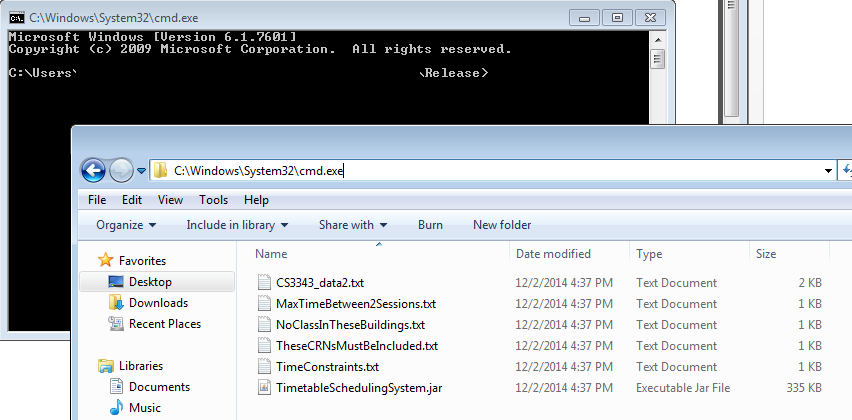 C:\Windows\System32\cmd.exe
Microsoft Windows [Version 6.1.7601]
Copyright (c) 2009 Microsoft Corporation.  All rights reserved.
C:\Users\ \Release>
C:\Windows\System32\cmd.exe
File Edit View Tools Help
Organize Include in library Share with Burn New folder
Name Date modified Type Size
Favorites
Desktop
Downloads
Recent Places
Libraries
Documents
Music
CS3343_data2.txt 12/2/2014 4:37 PM Text Document 2 KB
MaxTimeBetween2Sessions.txt 12/2/2014 4:37 PM Text Document 1 KB
NoClassInTheseBuildings.txt 12/2/2014 4:37 PM Text Document 1 KB
TheseCRNsMustBeIncluded.txt 12/2/2014 4:37 PM Text Document 1 KB
TimeConstraints.txt 12/2/2014 4:37 PM Text Document 1 KB
TimetableSchedulingSystem.jar 12/2/2014 4:37 PM Executable Jar File 335 KB